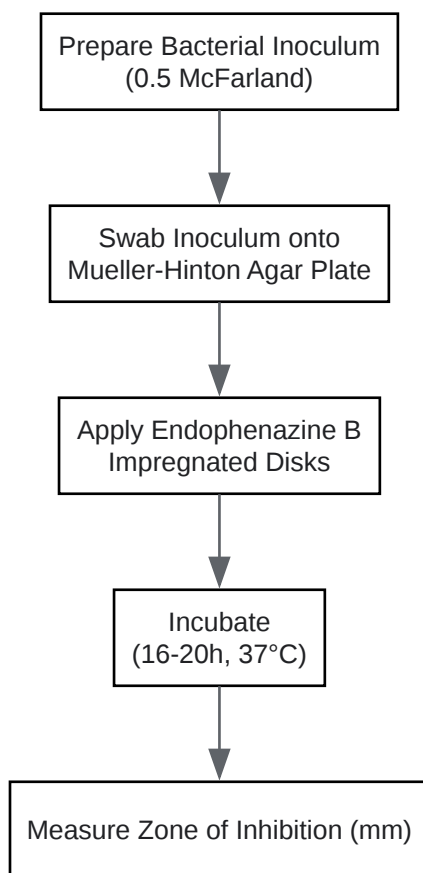 Prepare Bacterial Inoculum
(0.5 McFarland)
Swab Inoculum onto
Mueller-Hinton Agar Plate
Apply Endophenazine B
Impregnated Disks
Incubate
(16-20h, 37°C)
Measure Zone of Inhibition (mm)